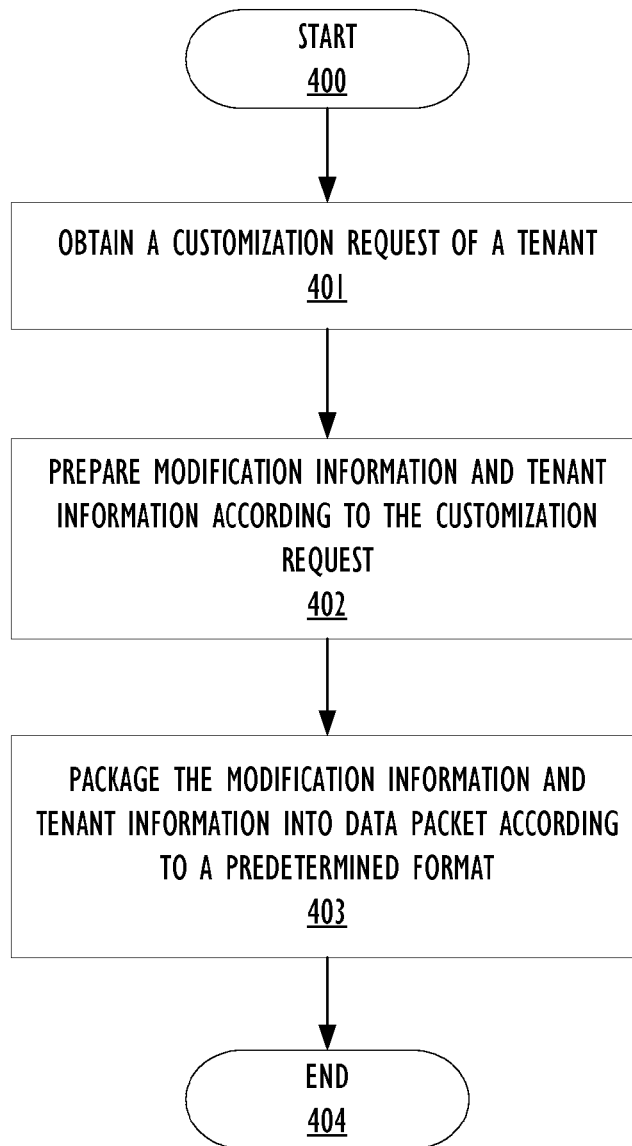 START
400
OBTAIN A CUSTOMIZATION REQUEST OF A TENANT
401
PREPARE MODIFICATION INFORMATION AND TENANT
INFORMATION ACCORDING TO THE CUSTOMIZATION
REQUEST
402
PACKAGE THE MODIFICATION INFORMATION AND
TENANT INFORMATION INTO DATA PACKET ACCORDING
TO A PREDETERMINED FORMAT
403
END
404